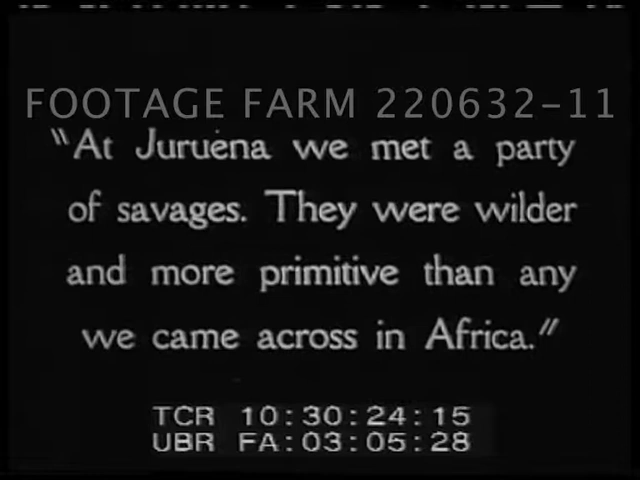 FOOTAGE FARM 220632-11
"At Juruena we met a party
of savages. They were wilder
and more primitive than any
we came across in Africa."
TCR 10:30:24:15
UBR FA:03:05:28